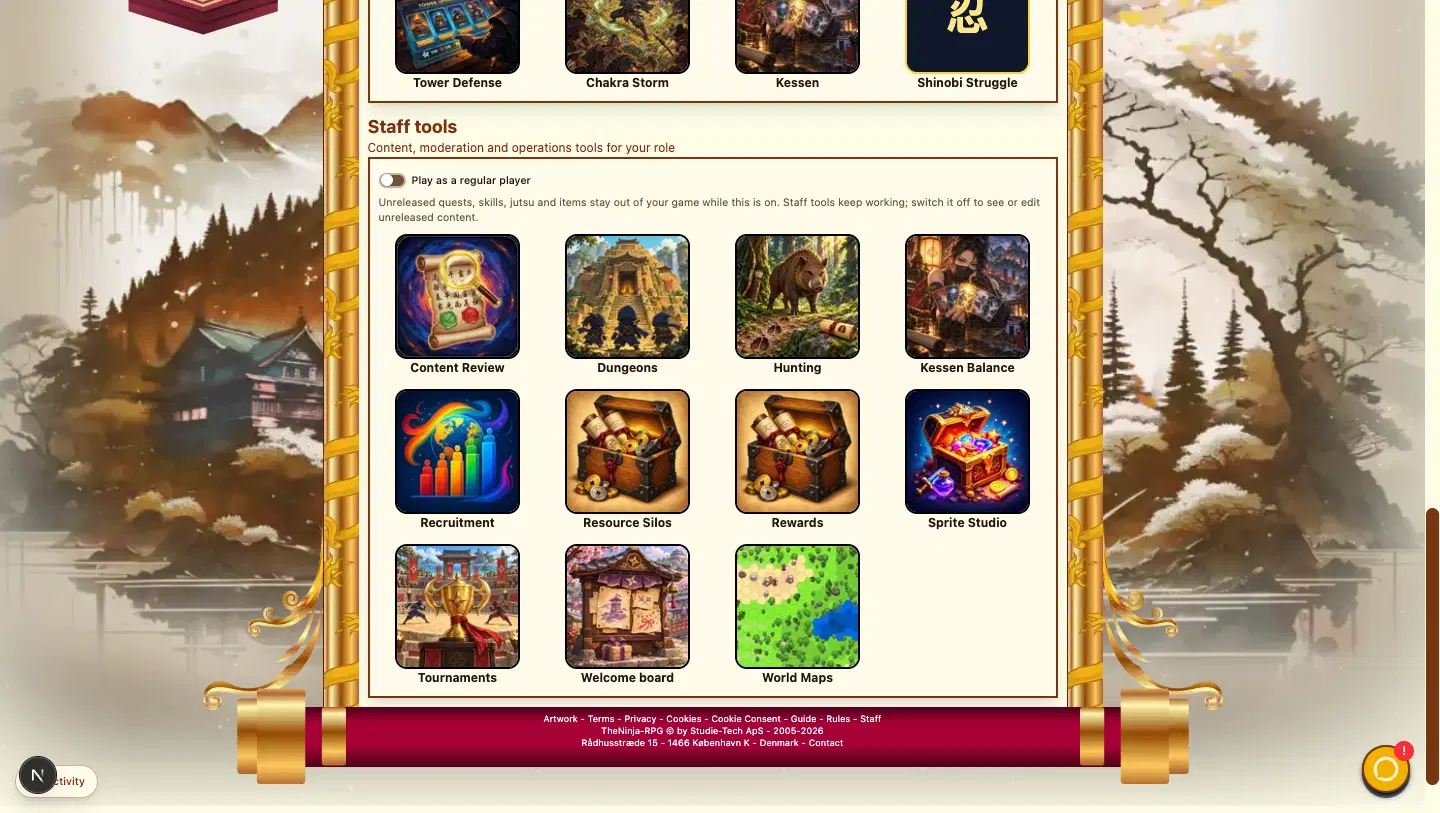 忍
Tower Defense
Chakra Storm
Kessen
Shinobi Struggle
Staff tools
Content, moderation and operations tools for your role
Play as a regular player
Unreleased quests, skills, jutsu and items stay out of your game while this is on. Staff tools keep working; switch it off to see or edit
unreleased content.
Content Review
Dungeons
Hunting
Kessen Balance
Recruitment
Resource Silos
Rewards
Sprite Studio
Tournaments
Welcome board
World Maps
Artwork - Terms - Privacy - Cookies - Cookie Consent - Guide - Rules - Staff
TheNinja-RPG © by Studie-Tech ApS - 2005-2026
Rådhusstræde 15 - 1466 København K - Denmark - Contact
N
ctivity
!